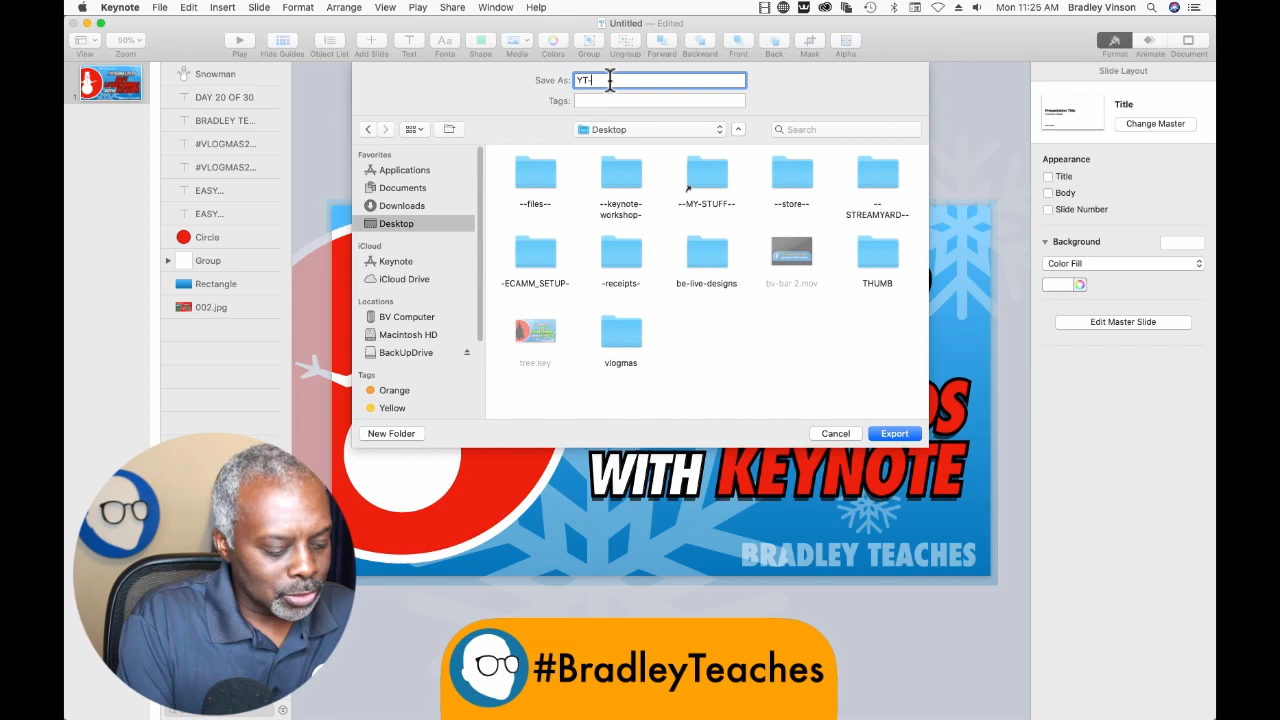 Keynote File Edit Insert Slide Format Arrange View Play Share Window Help Mon 11:25 AM Bradley Vinson
Untitled — Edited
View Zoom Play Hide Guides Object List Add Slide Text Fonts Shape Media Colors Group Ungroup Forward Backward Front Back Mask Alpha Format Animate Document
50%
1
Snowman
DAY 20 OF 30
BRADLEY TE...
#VLOGMAS2...
#VLOGMAS2...
EASY...
EASY...
Circle
Group
Rectangle
002.jpg
Save As: YT-
Tags:
Desktop
Search
Favorites
Applications
Documents
Downloads
Desktop
iCloud
Keynote
iCloud Drive
Locations
BV Computer
Macintosh HD
BackUpDrive
Tags
Orange
Yellow
--files--
--keynote-
workshop-
--MY-STUFF--
--store--
--
STREAMYARD--
-ECAMM_SETUP-
-receipts-
be-live-designs
bv-bar 2.mov
THUMB
tree.key
vlogmas
New Folder
Cancel
Export
Slide Layout
Title
Change Master
Appearance
Title
Body
Slide Number
Background
Color Fill
Edit Master Slide
WITH KEYNOTE
BRADLEY TEACHES
#BradleyTeaches